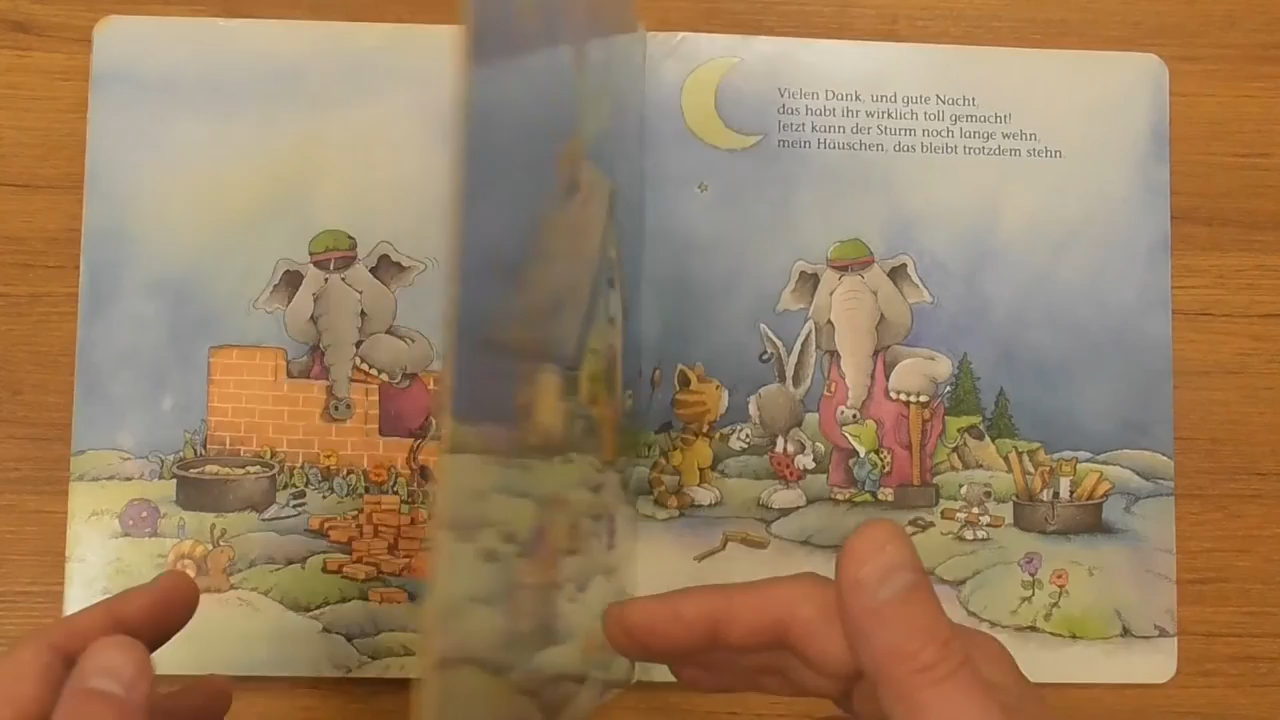 Vielen Dank, und gute Nacht,
das habt ihr wirklich toll gemacht!
Jetzt kann der Sturm noch lange wehn,
mein Häuschen, das bleibt trotzdem stehn.